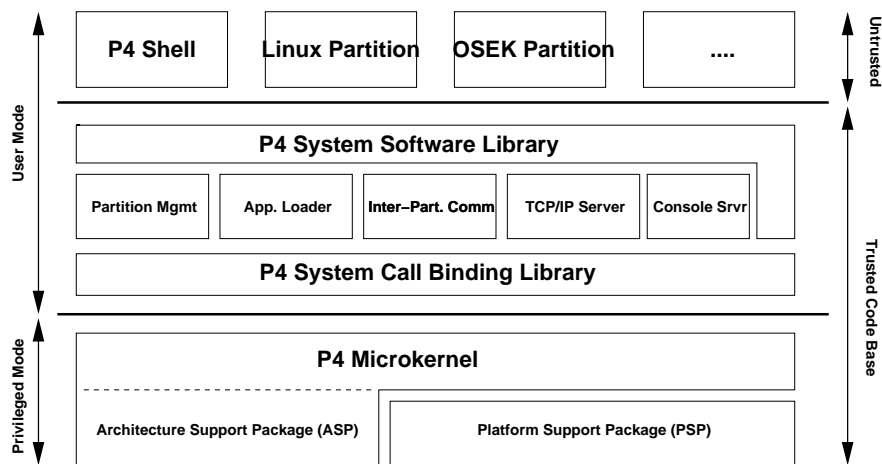 P4 Shell
Linux Partition
OSEK Partition
....
Untrusted
User Mode
P4 System Software Library
Partition Mgmt
App. Loader
Inter−Part. Comm
TCP/IP Server
Console Srvr
P4 System Call Binding Library
Trusted Code Base
Privileged Mode
P4 Microkernel
Architecture Support Package (ASP)
Platform Support Package (PSP)